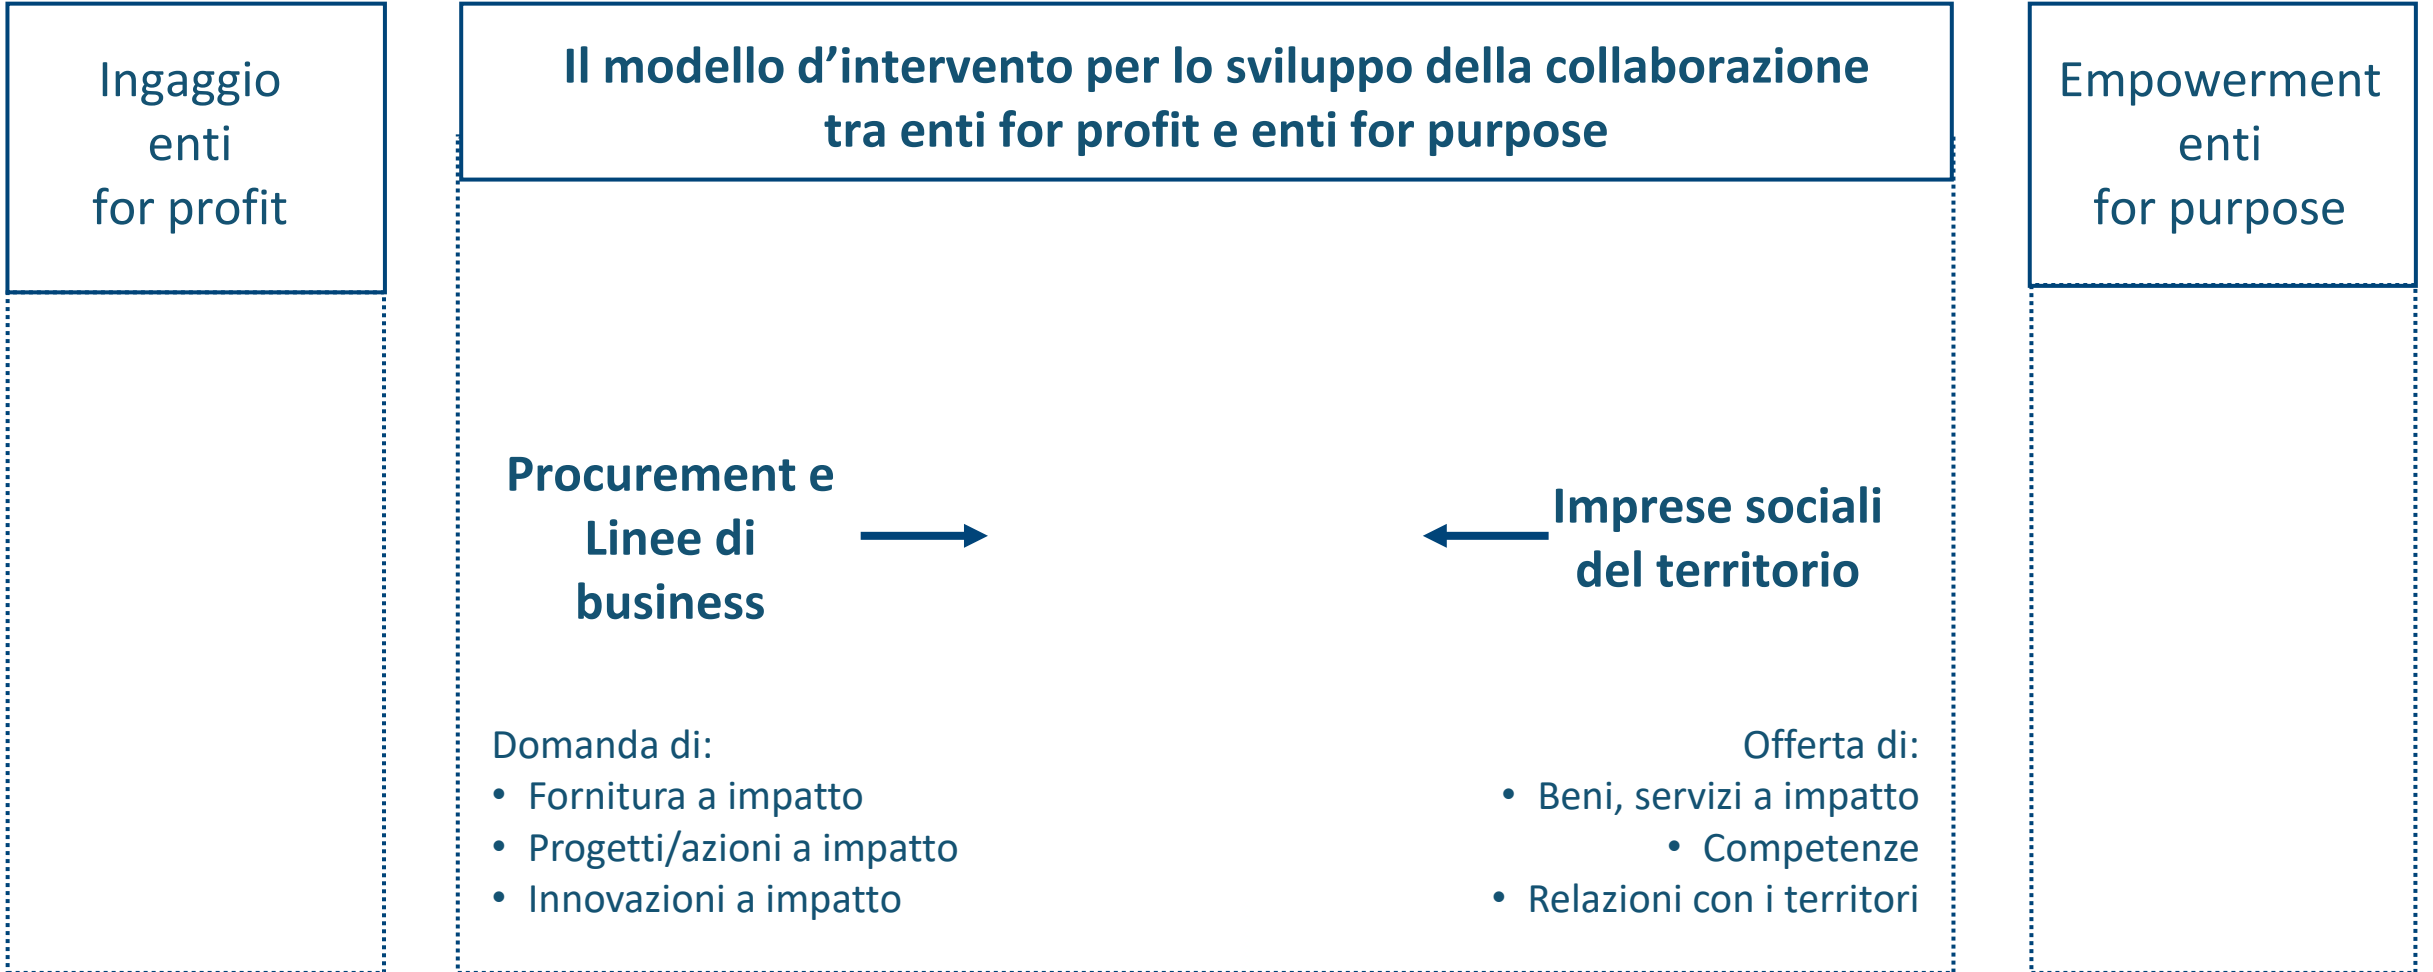 Ingaggio
enti
for profit
Il modello d’intervento per lo sviluppo della collaborazione
tra enti for profit e enti for purpose
Empowerment
enti
for purpose
Procurement e
Linee di
business
Imprese sociali
del territorio
Domanda di:
• Fornitura a impatto
• Progetti/azioni a impatto
• Innovazioni a impatto
Offerta di:
• Beni, servizi a impatto
• Competenze
• Relazioni con i territori